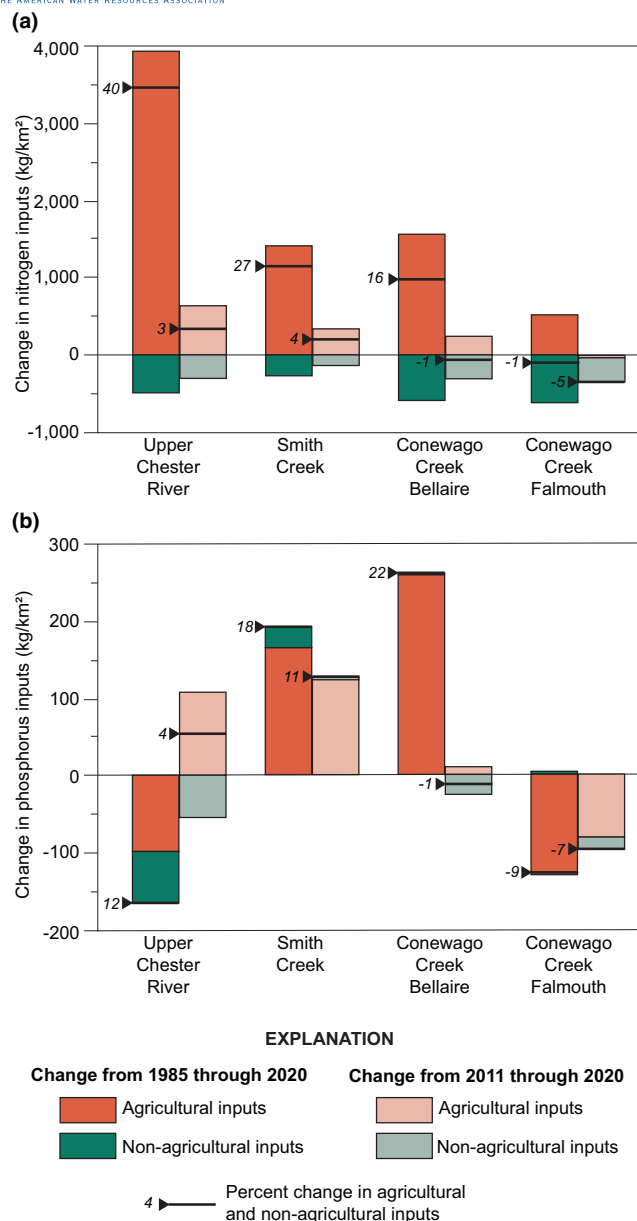 THE AMERICAN WATER RESOURCES ASSOCIATION
(a)
4,000
3,000
2,000
1,000
0
-1,000
Change in nitrogen inputs (kg/km²)
40
3
27
4
16
-1
-1
-5
Upper Chester River
Smith Creek
Conewago Creek Bellaire
Conewago Creek Falmouth
(b)
300
200
100
0
-100
-200
Change in phosphorus inputs (kg/km²)
12
4
18
11
22
-1
-9
-7
Upper Chester River
Smith Creek
Conewago Creek Bellaire
Conewago Creek Falmouth
EXPLANATION
Change from 1985 through 2020
Agricultural inputs
Non-agricultural inputs
Change from 2011 through 2020
Agricultural inputs
Non-agricultural inputs
4
Percent change in agricultural
and non-agricultural inputs